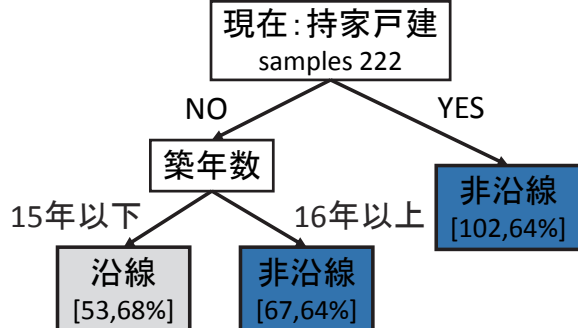 現在:持家戸建
samples 222
NO
YES
築年数
非沿線
[102,64%]
15年以下
16年以上
沿線
[53,68%]
非沿線
[67,64%]